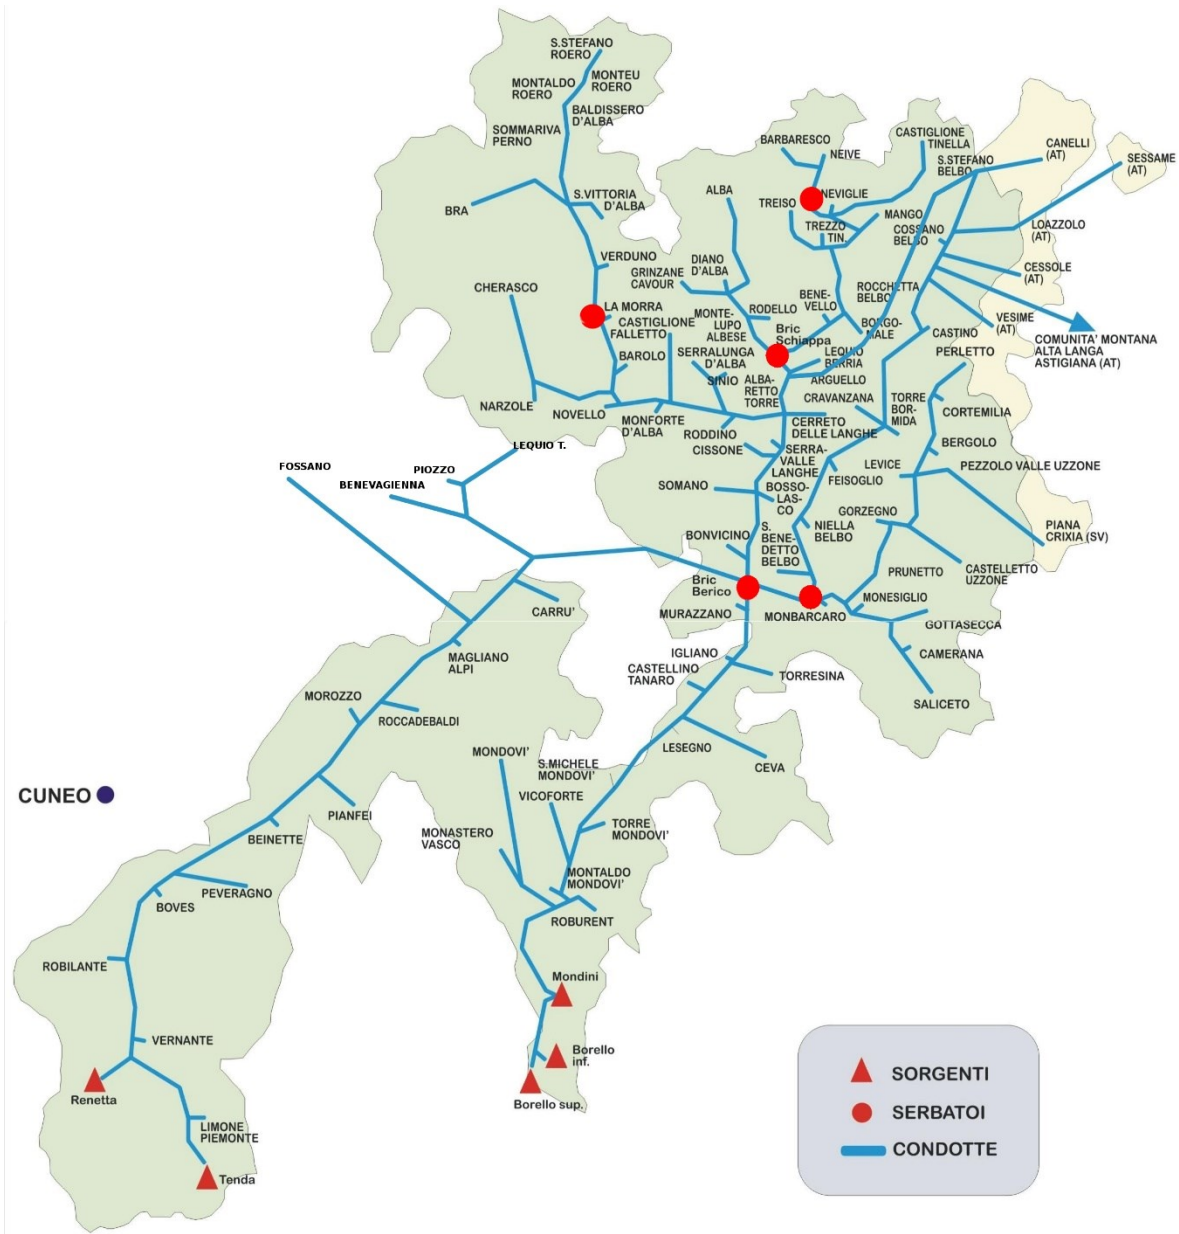 S.STEFANO
ROERO
MONTEU
ROERO
MONTALDO
ROERO
BALDISSERO
D'ALBA
SOMMARIVA
PERNO
S.VITTORIA
D'ALBA
BRA
VERDUNO
CHERASCO
LA MORRA
CASTIGLIONE
FALLETTO
BAROLO
NARZOLE
NOVELLO
BARBARESCO
NEIVE
CASTIGLIONE
TINELLA
S.STEFANO
BELBO
CANELLI
(AT)
SESSAME
(AT)
ALBA
TREISO
NEVIGLIE
MANGO
TREZZO
TIN.
COSSANO
BELBO
LOAZZOLO
(AT)
DIANO
D'ALBA
GRINZANE
CAVOUR
CESSOLE
(AT)
BENE-
VELLO
ROCCHETTA
BELBO
RODELLO
MONTE-
LUPO
ALBESE
Bric
Schiappa
BORGO-
MALE
VESIME
(AT)
CASTINO
COMUNITA' MONTANA
ALTA LANGA
ASTIGIANA (AT)
SERRALUNGA
D'ALBA
LEQUIO
BERRIA
PERLETTO
SINIO
ALBA-
RETTO
TORRE
ARGUELLO
CRAVANZANA
TORRE
BOR-
MIDA
CORTEMILIA
MONFORTE
D'ALBA
RODDINO
CERRETO
DELLE LANGHE
CISSONE
SERRA-
VALLE
LANGHE
BERGOLO
LEVICE
PEZZOLO VALLE UZZONE
FEISOGLIO
SOMANO
BOSSO-
LAS-
CO
GORZEGNO
PIANA
CRIXIA (SV)
BONVICINO
S.
BENE-
DETTO
BELBO
NIELLA
BELBO
CASTELLETTO
UZZONE
PRUNETTO
LEQUIO T.
FOSSANO
PIOZZO
BENEVAGIENNA
Bric
Berico
MONESIGLIO
MURAZZANO
MONBARCARO
GOTTASECCA
CAMERANA
SALICETO
CARRU'
MAGLIANO
ALPI
IGLIANO
CASTELLINO
TANARO
TORRESINA
MOROZZO
ROCCADEBALDI
LESEGNO
CEVA
MONDOVI'
S.MICHELE
MONDOVI'
VICOFORTE
CUNEO
PIANFEI
BEINETTE
MONASTERO
VASCO
TORRE
MONDOVI'
MONTALDO
MONDOVI'
PEVERAGNO
BOVES
ROBURENT
ROBILANTE
Mondini
VERNANTE
Borello
inf.
Renetta
Borello sup.
LIMONE
PIEMONTE
Tenda
SORGENTI
SERBATOI
CONDOTTE